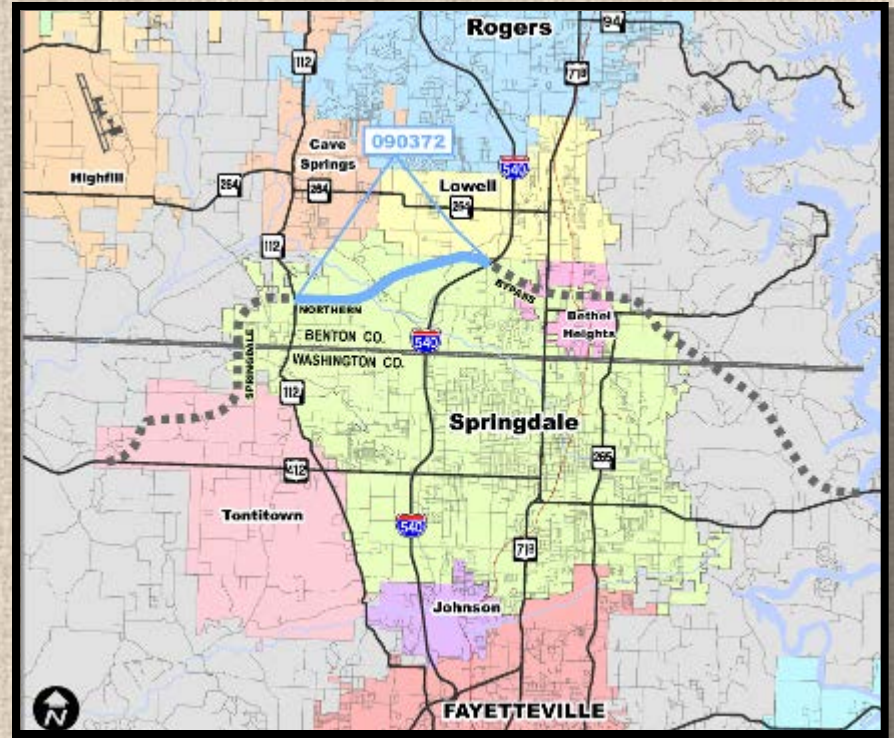 Rogers
94
112
71B
090372
Cave
Springs
540
Highfill
264
264
Lowell
264
112
NORTHERN
BYPASS
Bethel
Heights
BENTON CO.
540
SPRINGDALE
WASHINGTON CO.
112
Springdale
412
265
Tontitown
540
71B
Johnson
N
FAYETTEVILLE